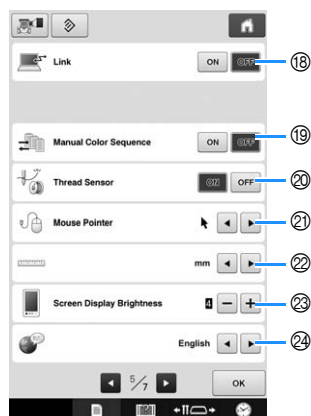 Link ON OFF ⑱
Manual Color Sequence ON OFF ⑲
Thread Sensor ON OFF ⑳
Mouse Pointer ㉑
mm ㉒
Screen Display Brightness 4 − + ㉓
English ㉔
5/7 OK